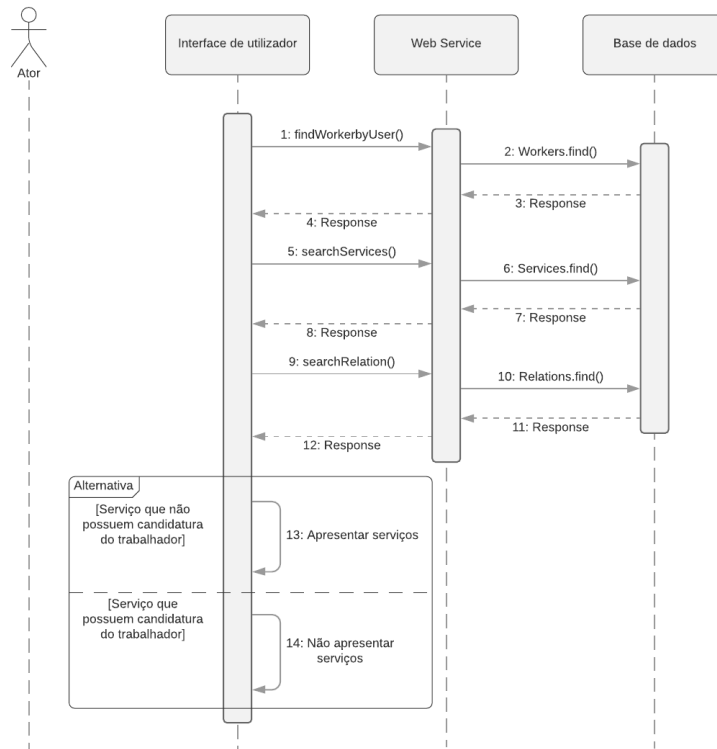 Ator
Interface de utilizador
Web Service
Base de dados
1: findWorkerbyUser()
2: Workers.find()
3: Response
4: Response
5: searchServices()
6: Services.find()
7: Response
8: Response
9: searchRelation()
10: Relations.find()
11: Response
12: Response
Alternativa
[Serviço que não
possuem candidatura
do trabalhador]
13: Apresentar serviços
[Serviço que
possuem candidatura
do trabalhador]
14: Não apresentar
serviços